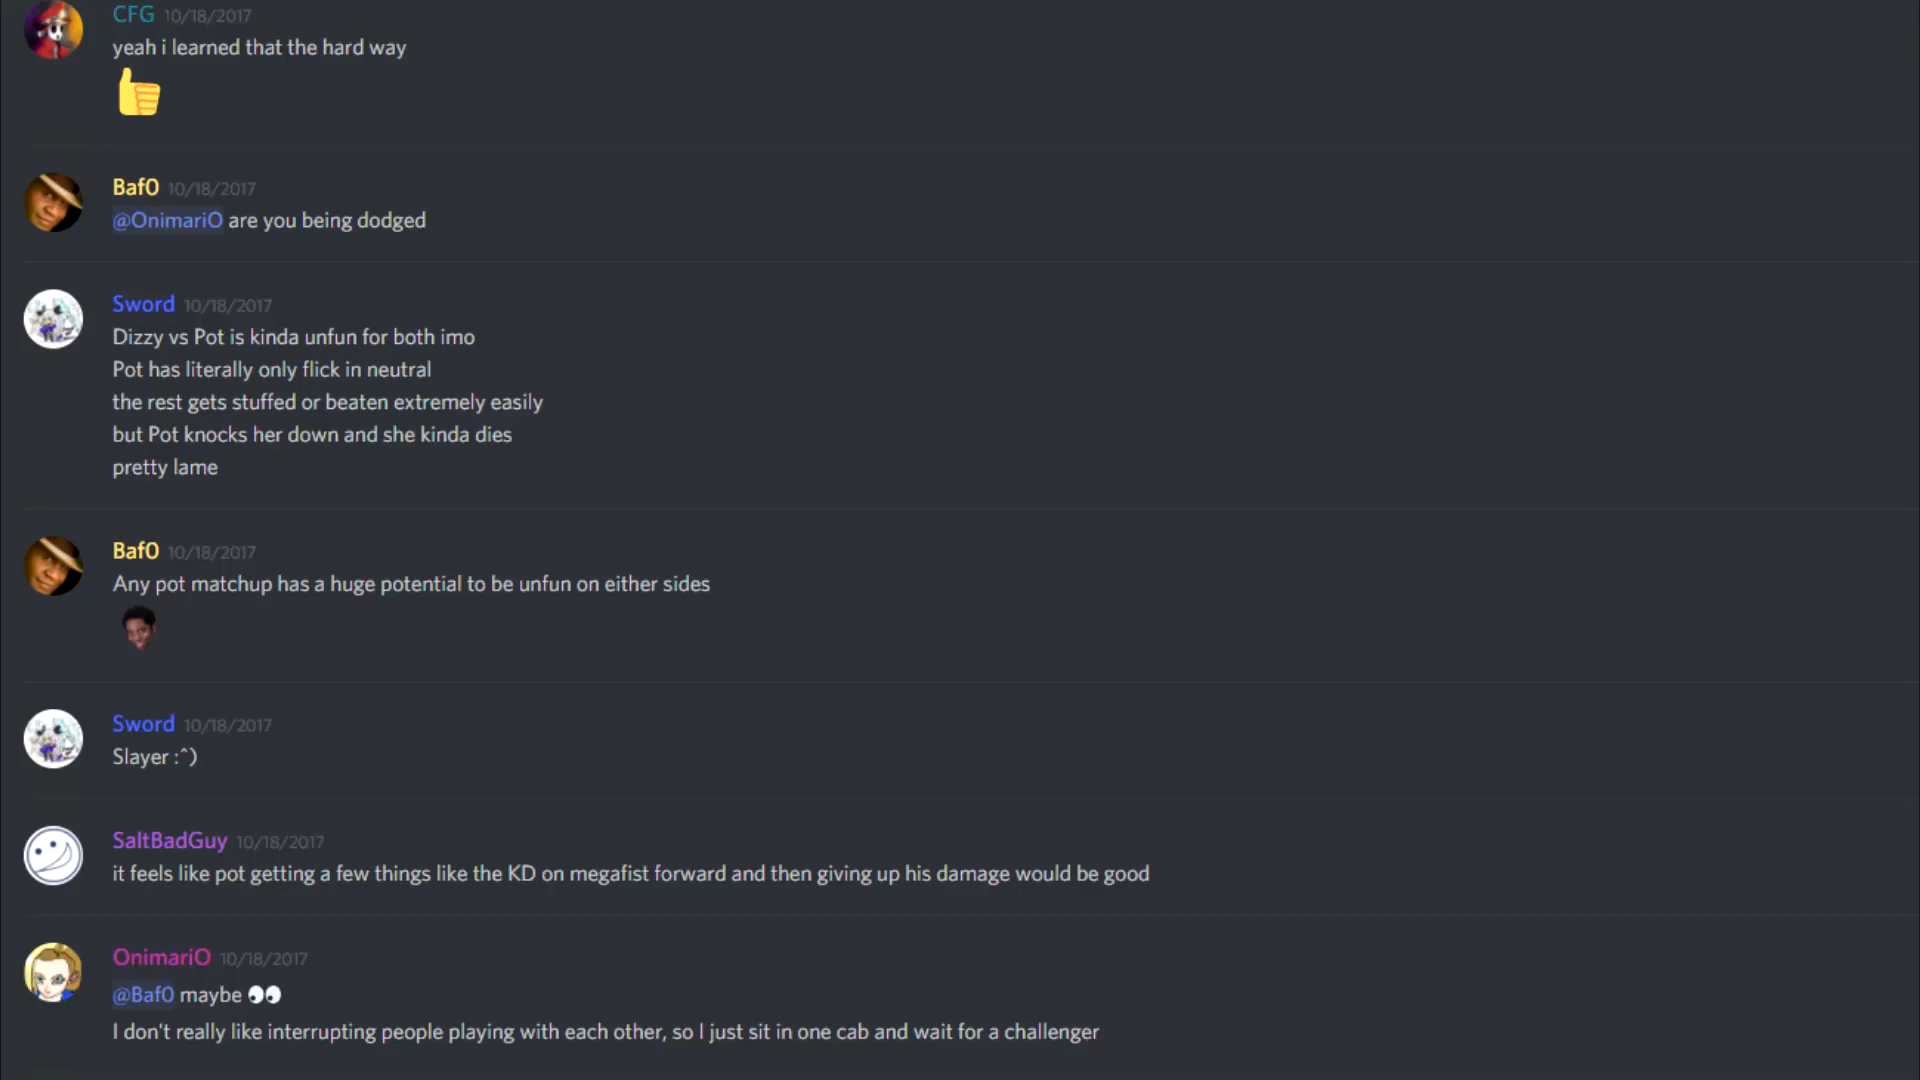 CFG 10/18/2017
yeah i learned that the hard way
Baf0 10/18/2017
@OnimariO are you being dodged
Sword 10/18/2017
Dizzy vs Pot is kinda unfun for both imo
Pot has literally only flick in neutral
the rest gets stuffed or beaten extremely easily
but Pot knocks her down and she kinda dies
pretty lame
Baf0 10/18/2017
Any pot matchup has a huge potential to be unfun on either sides
Sword 10/18/2017
Slayer :^)
SaltBadGuy 10/18/2017
it feels like pot getting a few things like the KD on megafist forward and then giving up his damage would be good
OnimariO 10/18/2017
@Baf0 maybe 👀
I don't really like interrupting people playing with each other, so I just sit in one cab and wait for a challenger